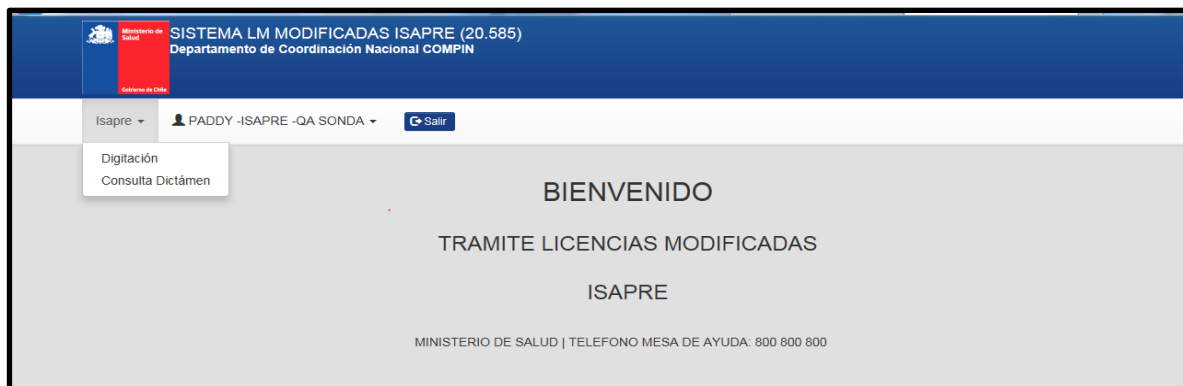 Ministerio de
Salud
Gobierno de Chile
SISTEMA LM MODIFICADAS ISAPRE (20.585)
Departamento de Coordinación Nacional COMPIN
Isapre PADDY -ISAPRE -QA SONDA Salir
Digitación
Consulta Dictámen
BIENVENIDO
TRAMITE LICENCIAS MODIFICADAS
ISAPRE
MINISTERIO DE SALUD | TELEFONO MESA DE AYUDA: 800 800 800